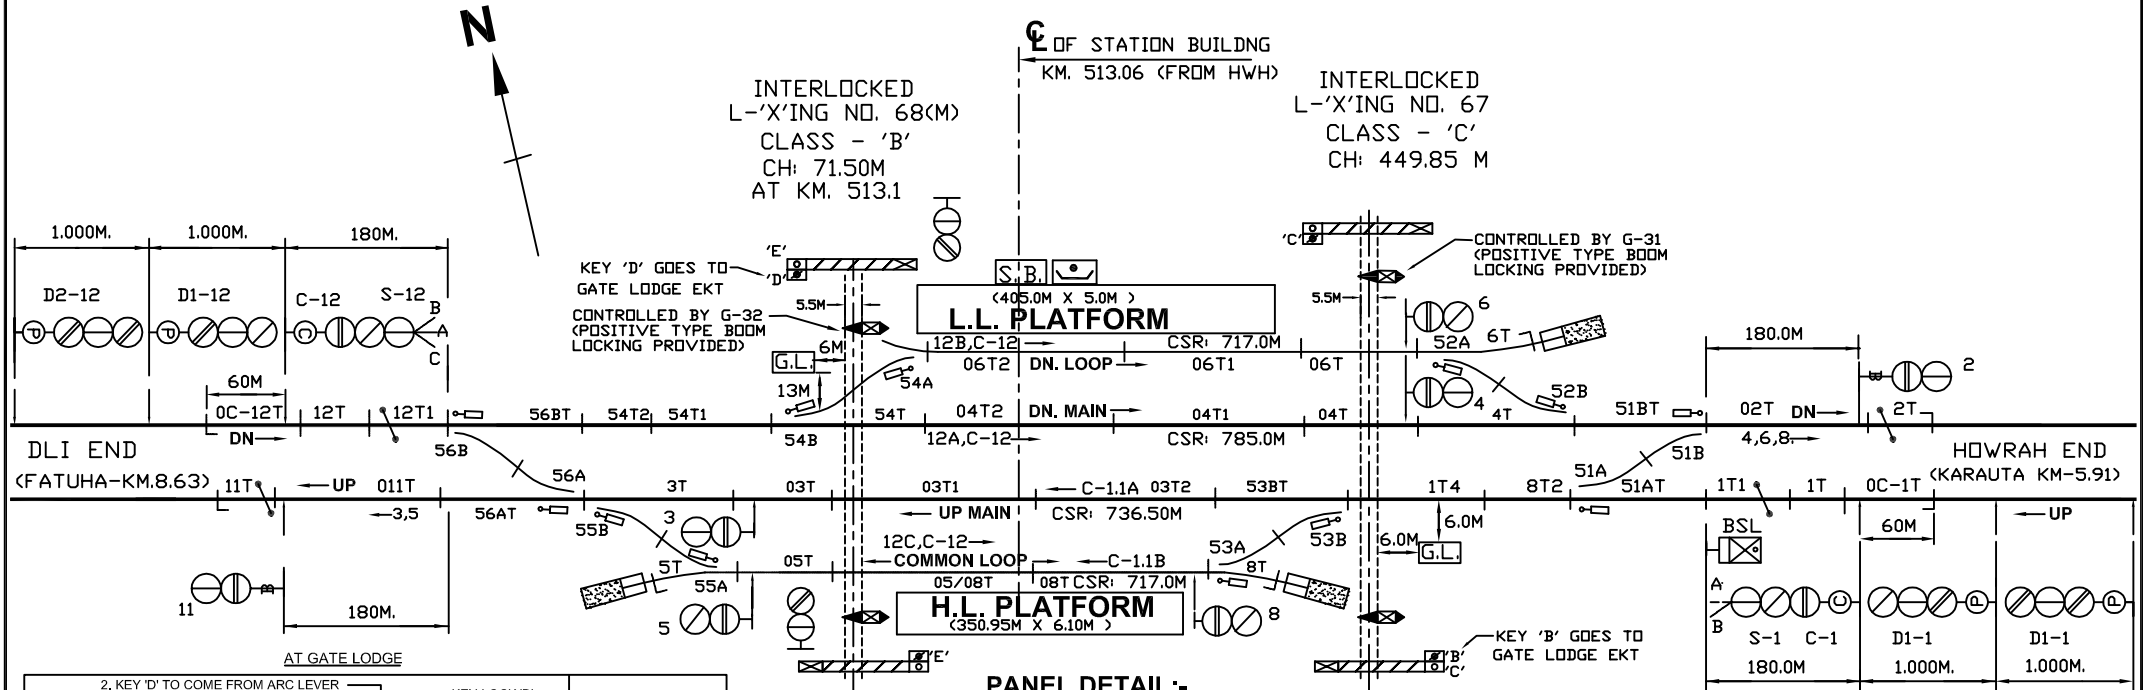 N
℄ OF STATION BUILDNG
KM. 513.06 (FROM HWH)
INTERLOCKED
L-'X'ING NO. 68(M)
CLASS - 'B'
CH: 71.50M
AT KM. 513.1
INTERLOCKED
L-'X'ING NO. 67
CLASS - 'C'
CH: 449.85 M
1.000M.
1.000M.
180M.
D2-12
D1-12
C-12
S-12
B
A
C
P
P
C
60M
KEY 'D' GOES TO
GATE LODGE EKT
'E'
'D'
CONTROLLED BY G-32
(POSITIVE TYPE BOOM
LOCKING PROVIDED)
5.5M
G.L.
6M
13M
S.B.
(405.0M X 5.0M )
L.L. PLATFORM
'C'
CONTROLLED BY G-31
(POSITIVE TYPE BOOM
LOCKING PROVIDED)
5.5M
6
6T
180.0M
B
2
12B,C-12
CSR: 717.0M
52A
06T2
DN. LOOP
06T1
06T
54A
52B
4
0C-12T
12T
12T1
56BT
54T2
54T1
54T
04T2
DN. MAIN
04T1
04T
4T
51BT
02T
DN
2T
DN
56B
54B
12A,C-12
CSR: 785.0M
51B
4,6,8
DLI END
(FATUHA-KM.8.63)
HOWRAH END
(KARAUTA KM-5.91)
11T
UP
011T
56A
3T
03T
03T1
C-1.1A
03T2
53BT
1T4
8T2
51A
51AT
1T1
1T
0C-1T
3,5
56AT
55B
3
UP MAIN
CSR: 736.50M
53B
6.0M
UP
60M
BSL
12C,C-12
COMMON LOOP
C-1.1B
53A
6.0M
G.L.
05T
5T
55A
05/08T
08T
CSR: 717.0M
8T
11
B
180M.
5
H.L. PLATFORM
(350.95M X 6.10M )
8
A
B
C
P
P
S-1
C-1
D1-1
D1-1
180.0M
1.000M.
1.000M.
'E'
KEY 'B' GOES TO
GATE LODGE EKT
'B'
'C'
AT GATE LODGE
2. KEY 'D' TO COME FROM ARC LEVER
PANEL DETAIL:-